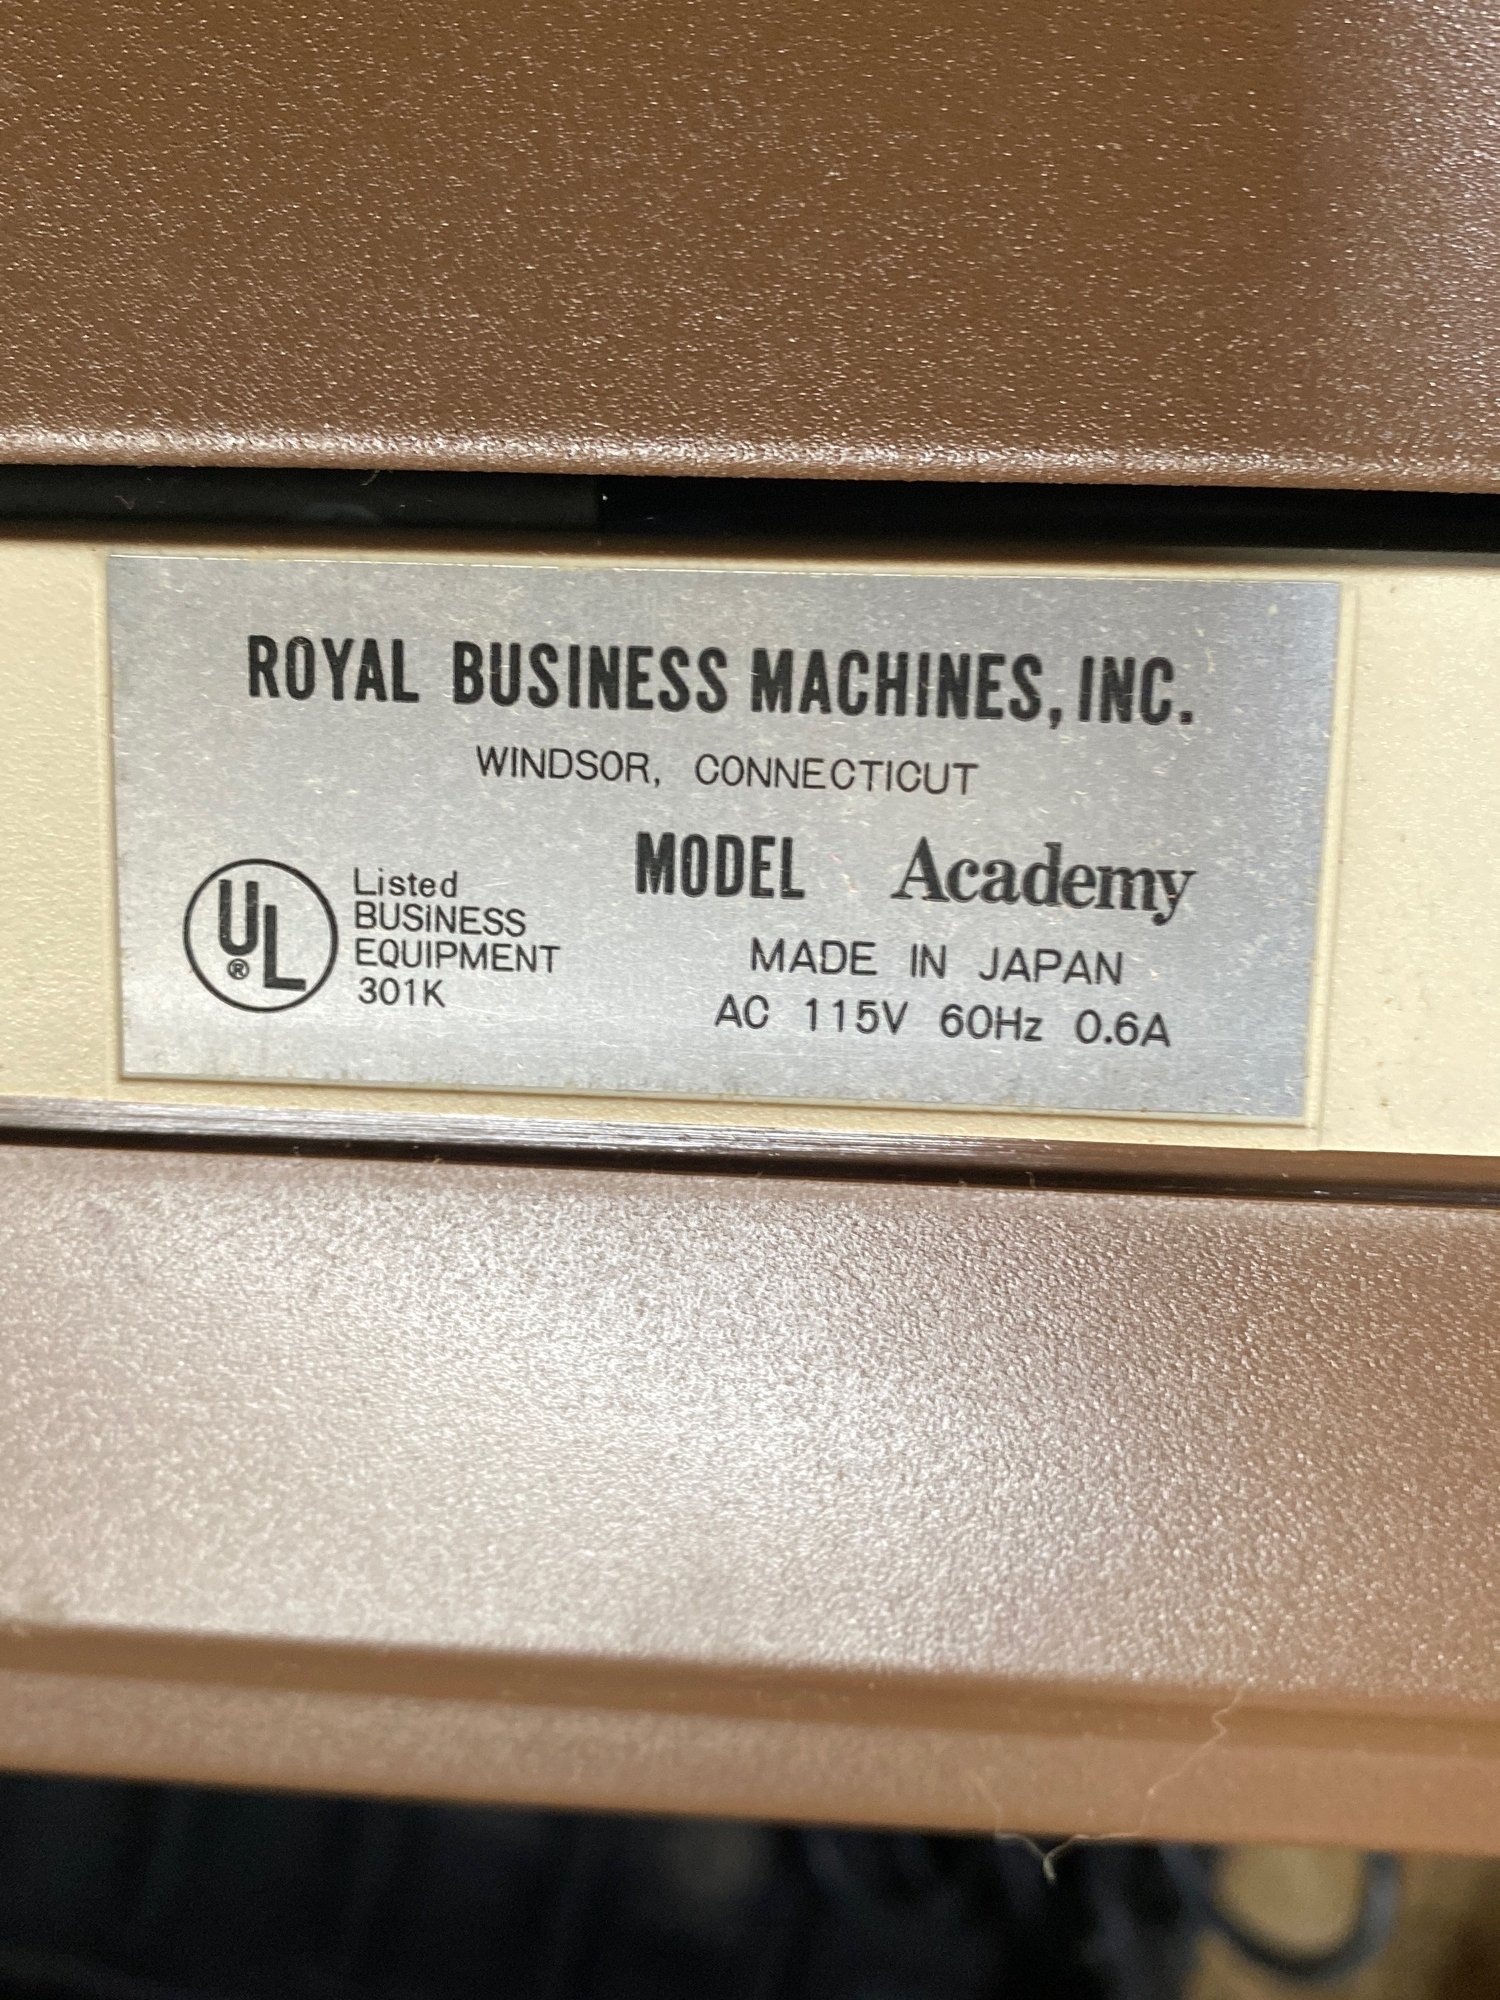 ROYAL BUSINESS MACHINES, INC.
WINDSOR, CONNECTICUT
MODEL Academy
UL ®
Listed
BUSINESS
EQUIPMENT
301K
MADE IN JAPAN
AC 115V 60Hz 0.6A